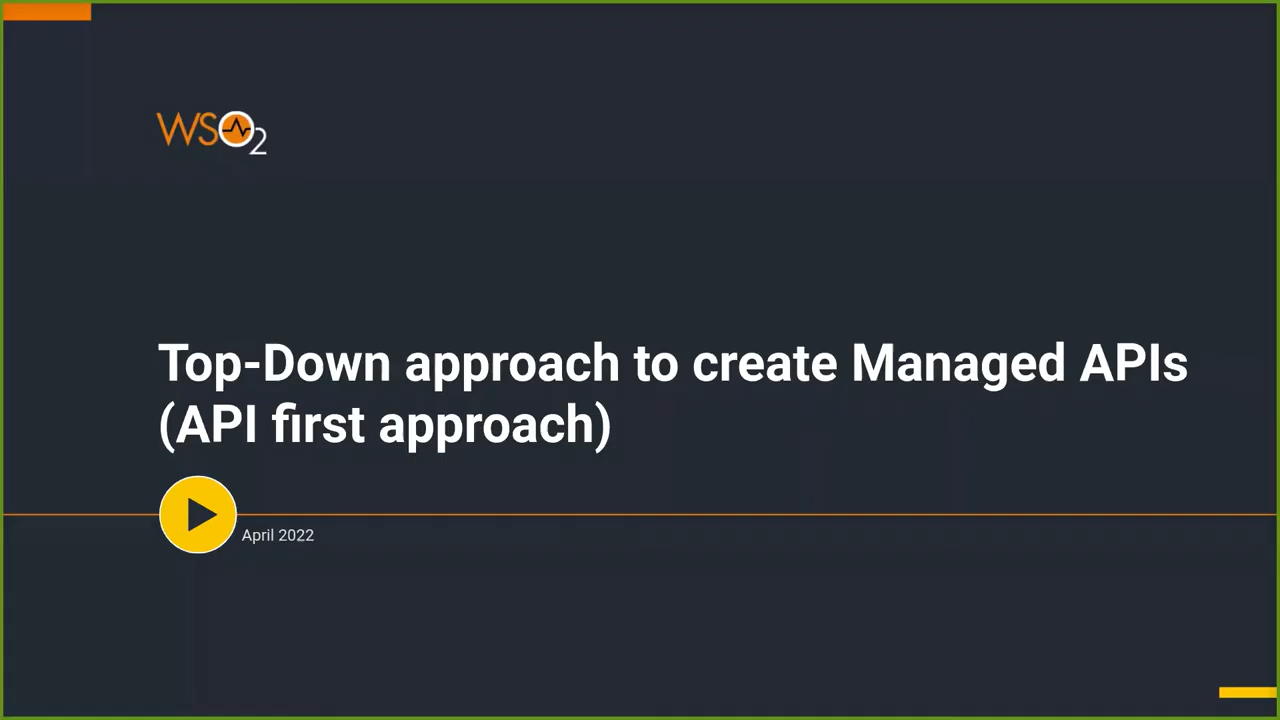 WSO2
Top-Down approach to create Managed APIs
(API first approach)
April 2022